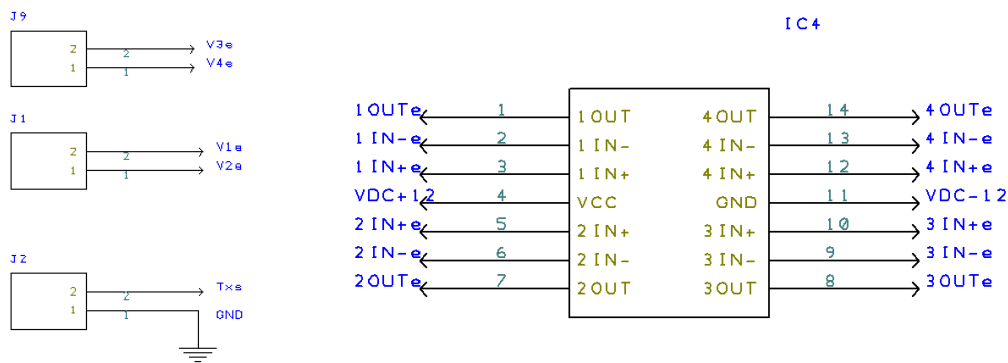 J9
2 2 V3e
1 1 V4e
J1
2 2 V1e
1 1 V2e
J2
2 2 Txs
1 1 GND
IC4
1OUTe 1 1OUT 4OUT 14 4OUTe
1IN-e 2 1IN- 4IN- 13 4IN-e
1IN+e 3 1IN+ 4IN+ 12 4IN+e
VDC+12 4 VCC GND 11 VDC-12
2IN+e 5 2IN+ 3IN+ 10 3IN+e
2IN-e 6 2IN- 3IN- 9 3IN-e
2OUTe 7 2OUT 3OUT 8 3OUTe